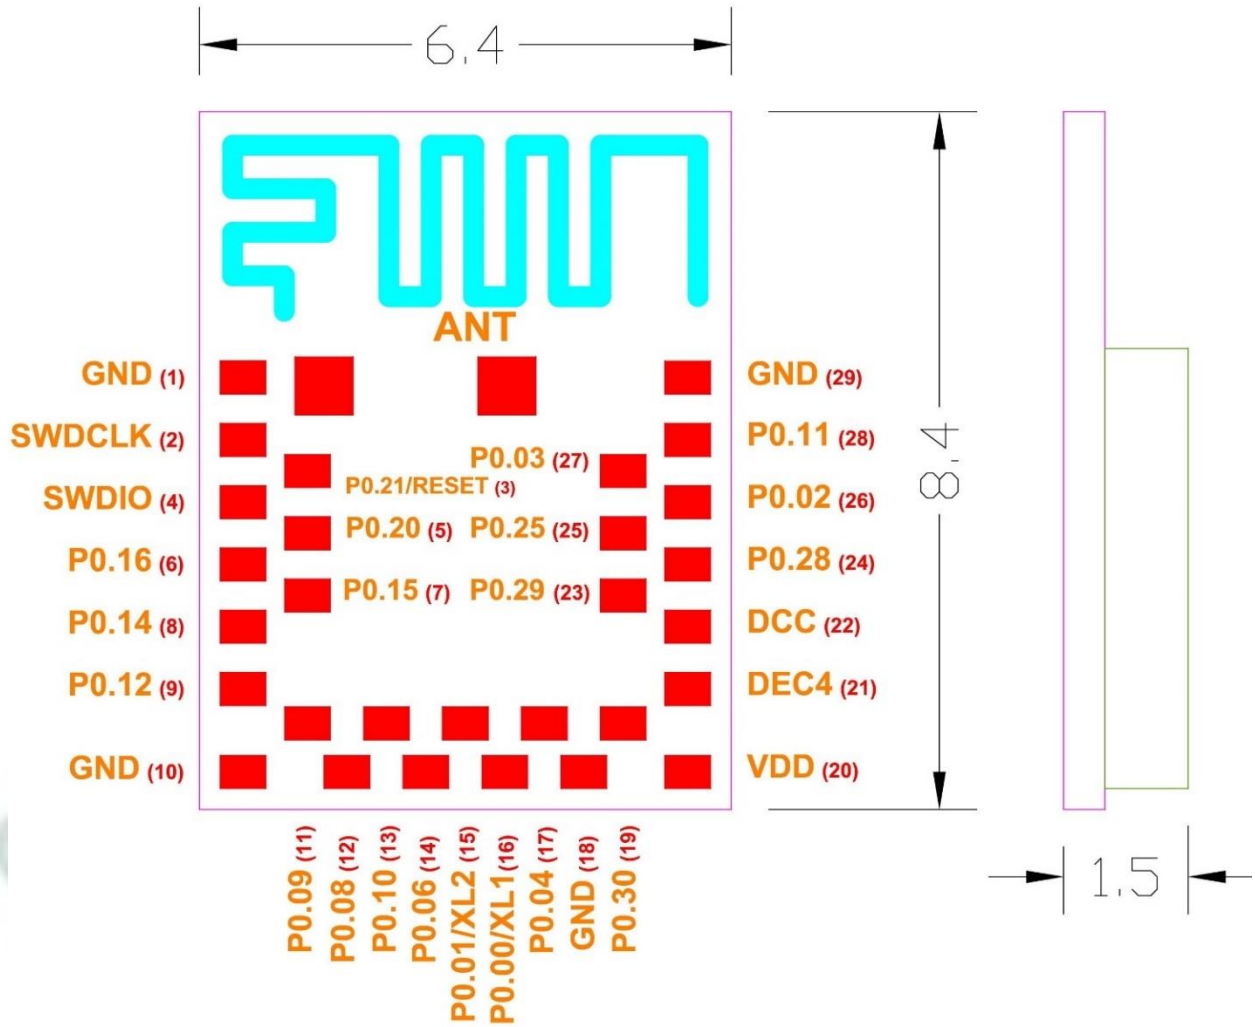 6.4
ANT
GND (1)
GND (29)
SWDCLK (2)
P0.11 (28)
P0.03 (27)
P0.21/RESET (3)
SWDIO (4)
P0.02 (26)
8.4
P0.20 (5)
P0.25 (25)
P0.16 (6)
P0.28 (24)
P0.15 (7)
P0.29 (23)
P0.14 (8)
DCC (22)
P0.12 (9)
DEC4 (21)
GND (10)
VDD (20)
P0.09 (11)
P0.08 (12)
P0.10 (13)
P0.06 (14)
P0.01/XL2 (15)
P0.00/XL1 (16)
P0.04 (17)
GND (18)
P0.30 (19)
1.5